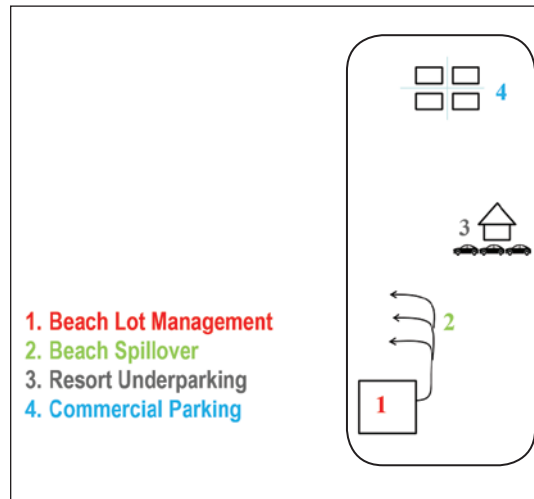 4
3
2
1. Beach Lot Management
2. Beach Spillover
3. Resort Underparking
4. Commercial Parking
1